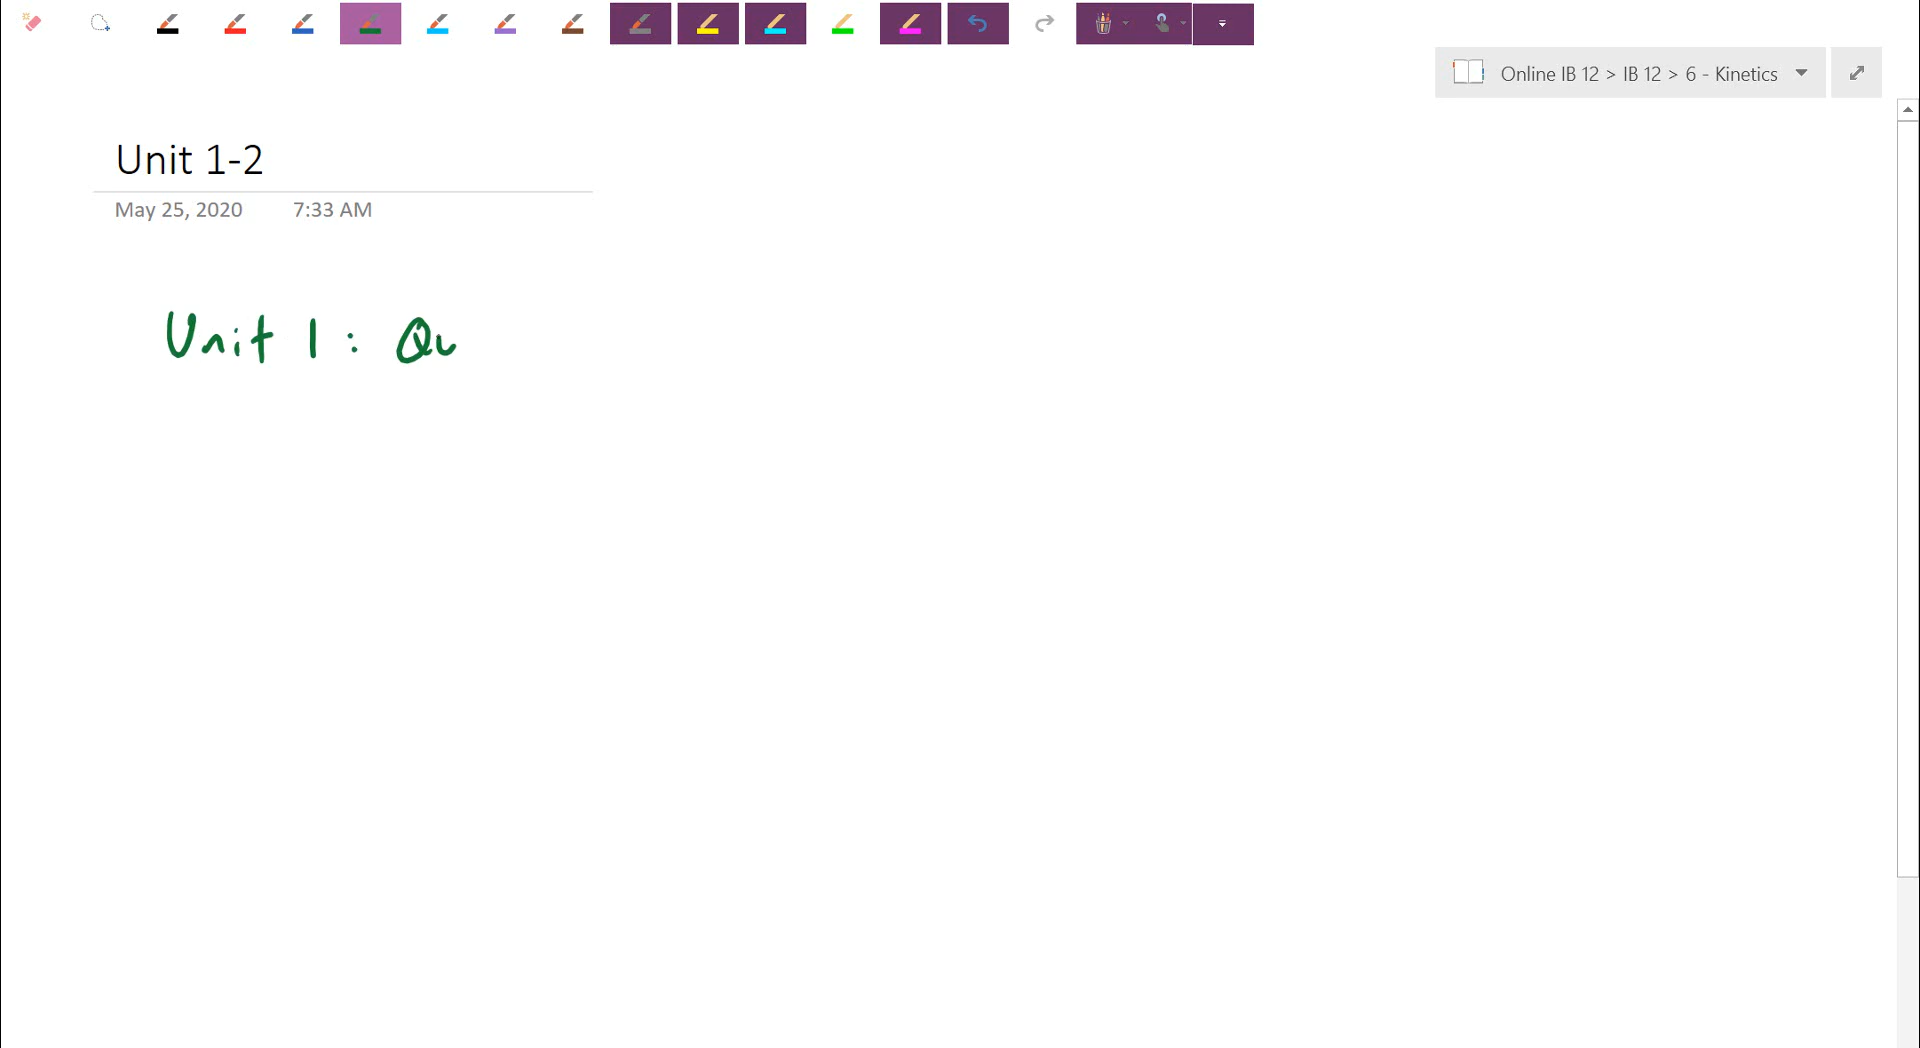 Online IB 12 > IB 12 > 6 - Kinetics
Unit 1-2
May 25, 2020 7:33 AM
Unit 1: Qu